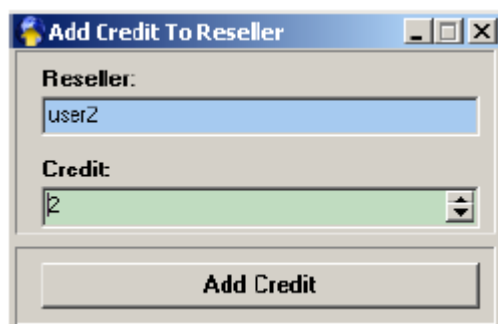 Add Credit To Reseller
Reseller:
user2
Credit:
2
Add Credit